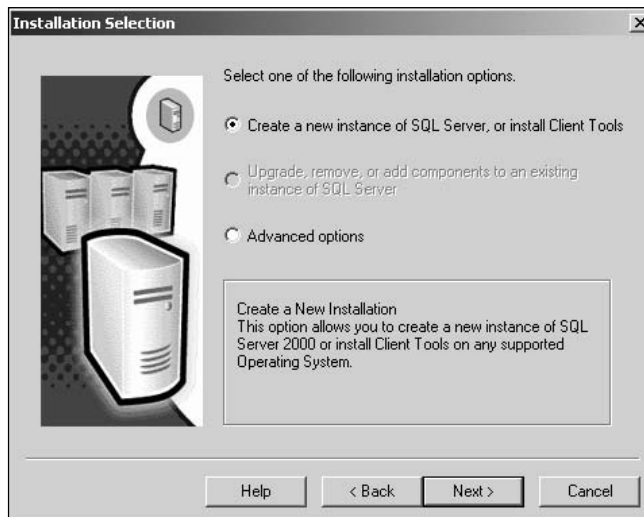 Installation Selection
Select one of the following installation options.
Create a new instance of SQL Server, or install Client Tools
Upgrade, remove, or add components to an existing
instance of SQL Server
Advanced options
Create a New Installation
This option allows you to create a new instance of SQL
Server 2000 or install Client Tools on any supported
Operating System.
Help
< Back
Next >
Cancel